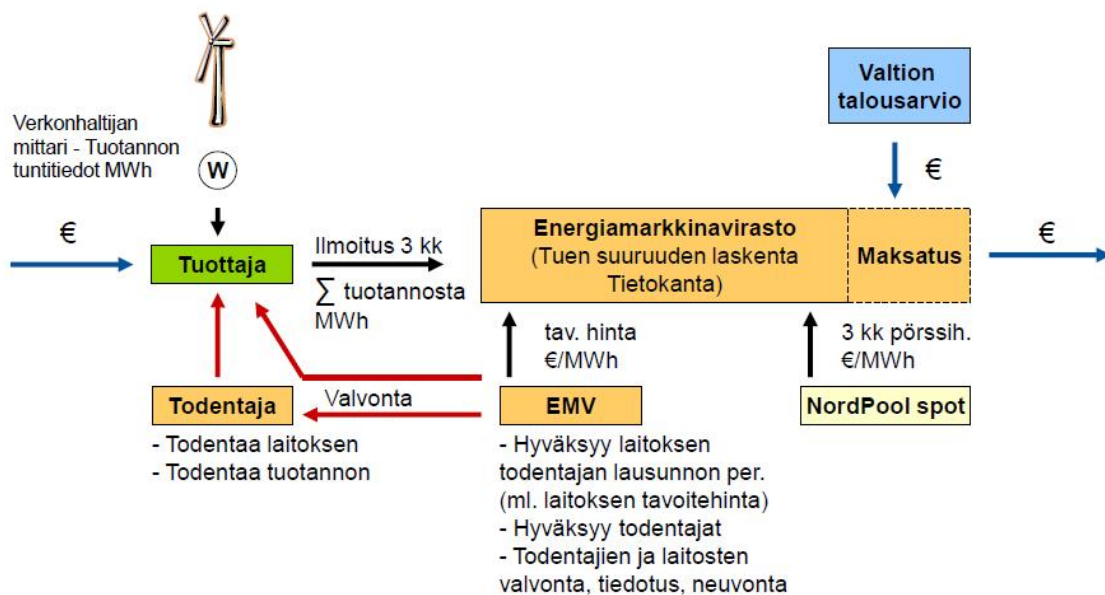 Valtion
talousarvio
Verkonhaltijan
mittari - Tuotannon
tuntitiedot MWh
W
€
€
Energiamarkkinavirasto
(Tuen suuruuden laskenta
Tietokanta)
Maksatus
€
Tuottaja
Ilmoitus 3 kk
∑ tuotannosta
MWh
tav. hinta
€/MWh
3 kk pörssih.
€/MWh
Todentaja
Valvonta
EMV
NordPool spot
- Todentaa laitoksen
- Todentaa tuotannon
- Hyväksyy laitoksen
todentajan lausunnon per.
(ml. laitoksen tavoitehinta)
- Hyväksyy todentajat
- Todentajien ja laitosten
valvonta, tiedotus, neuvonta